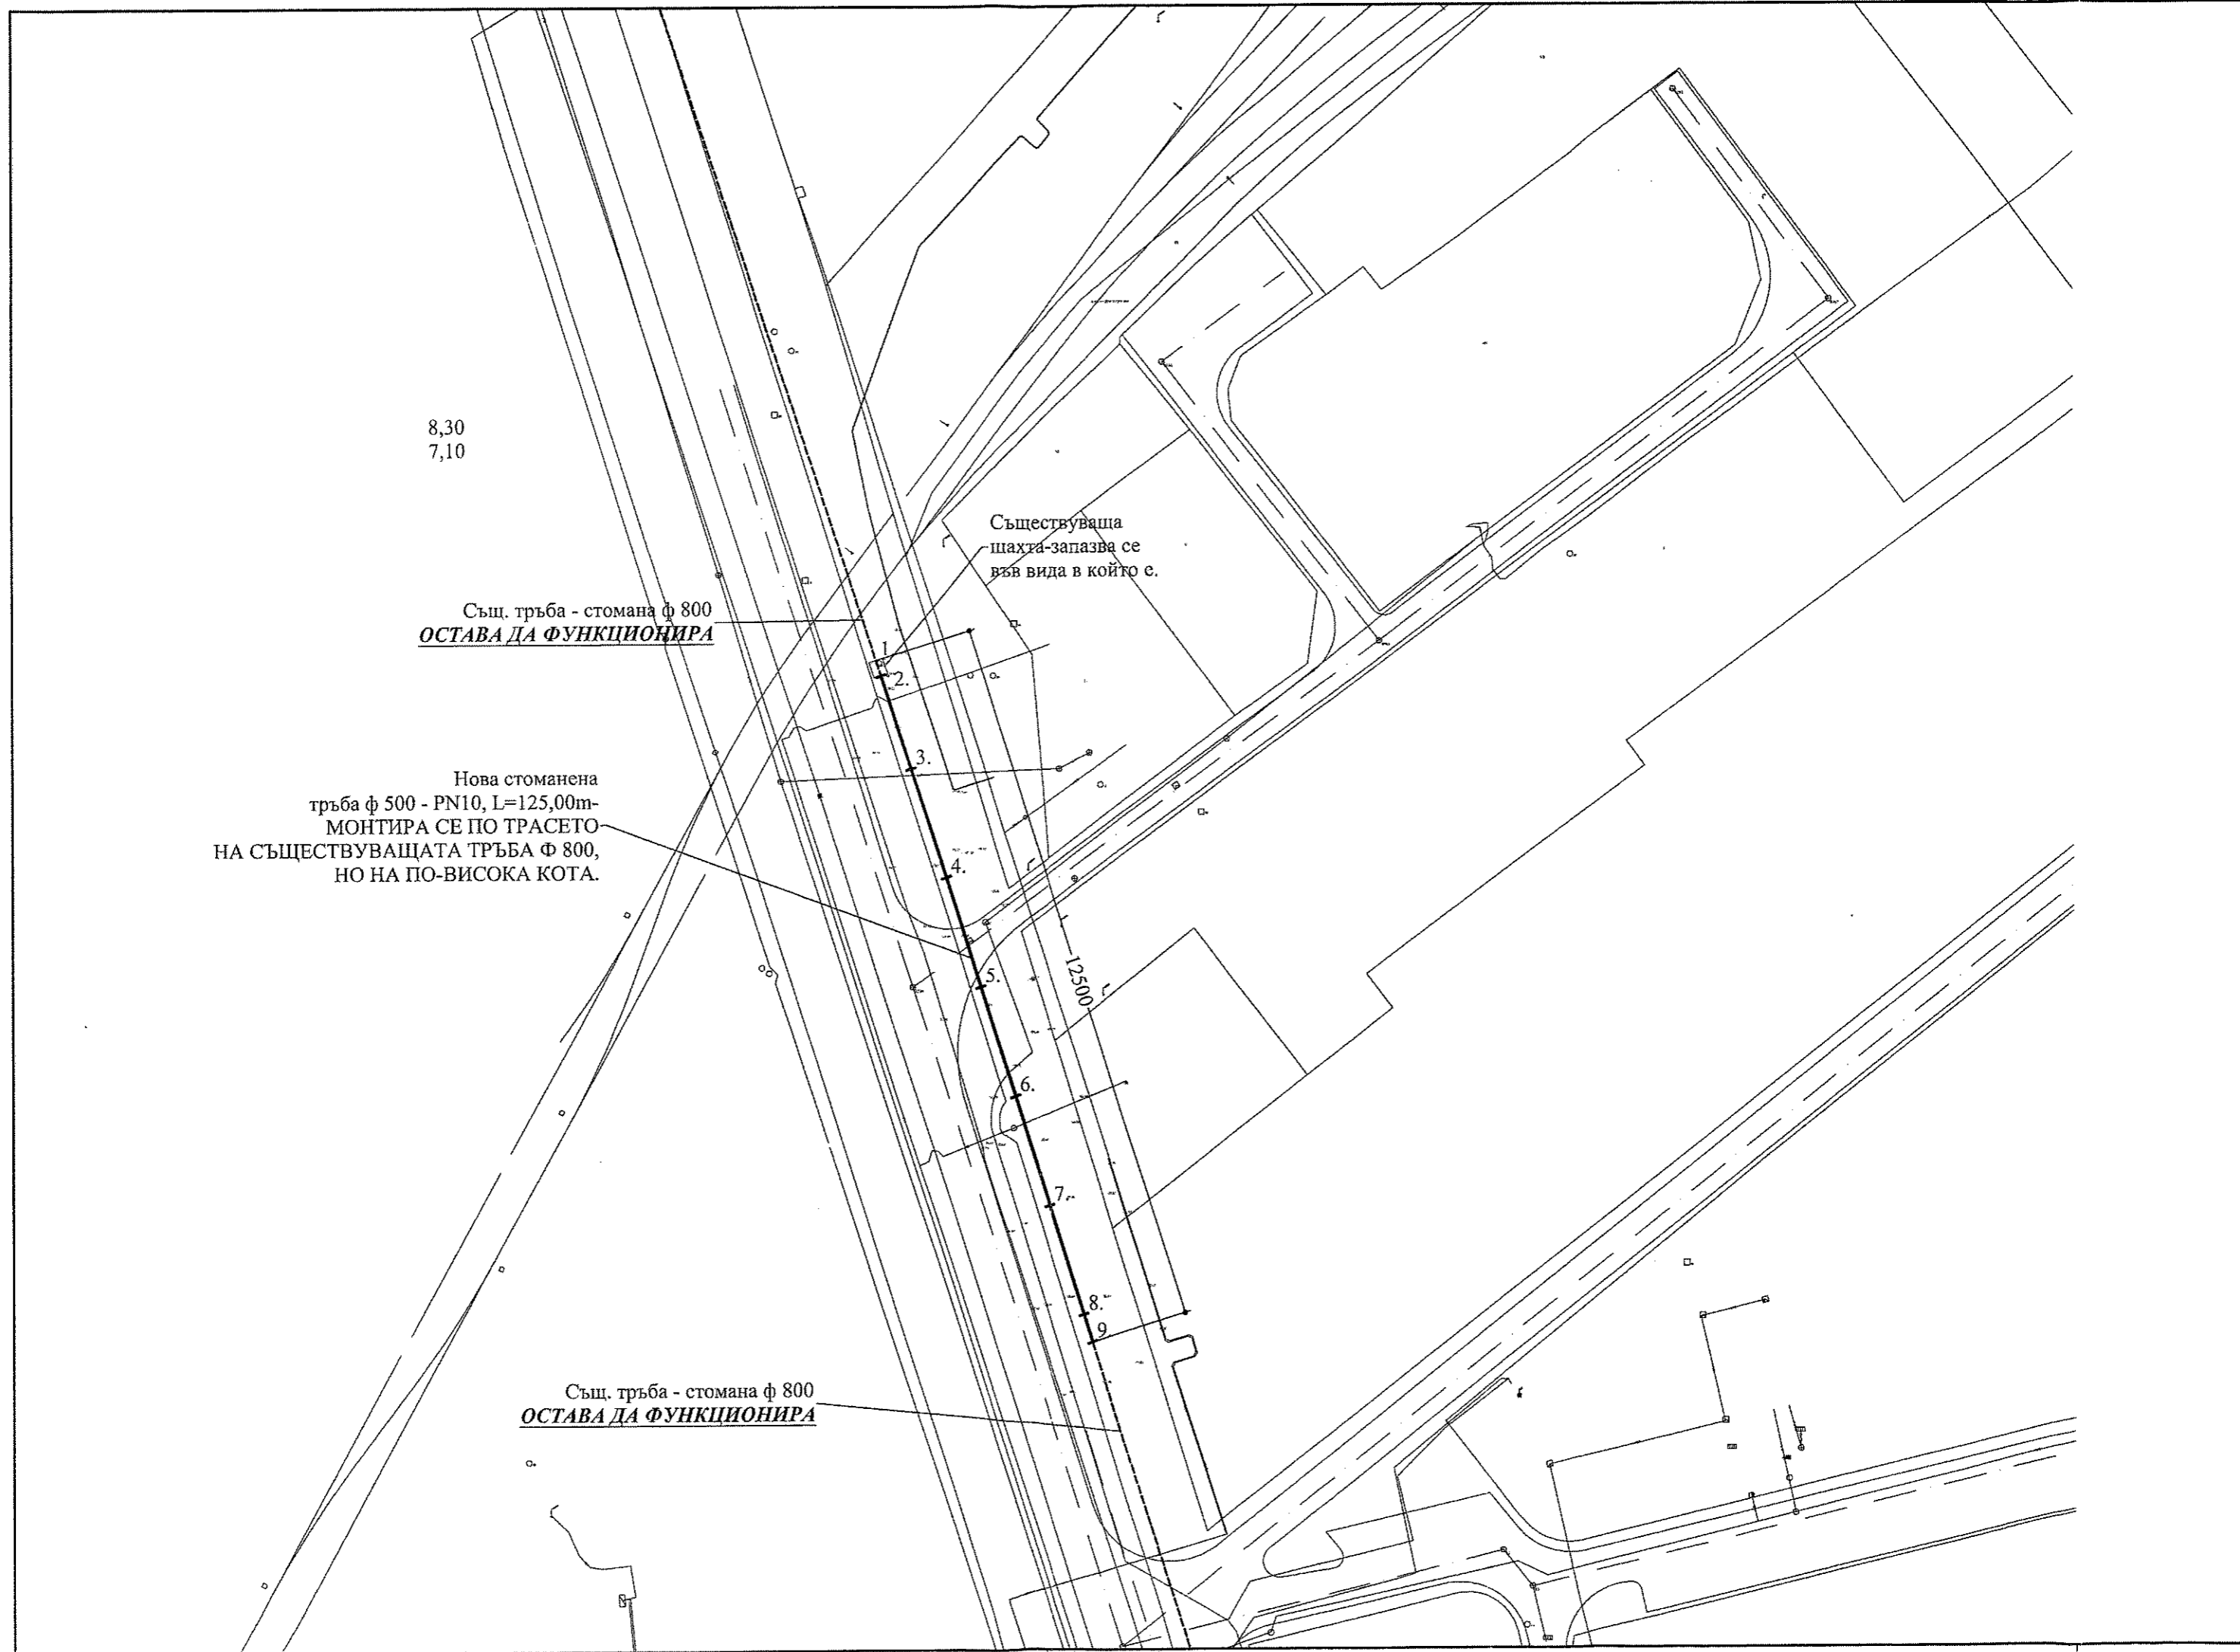 8,30
7,10
Съществуваща
шахта-запазва се
във вида в който е.
Същ. тръба - стомана ф 800
ОСТАВА ДА ФУНКЦИОНИРА
1
2.
3.
Нова стоманена
тръба ф 500 - PN10, L=125,00m-
МОНТИРА СЕ ПО ТРАСЕТО
НА СЪЩЕСТВУВАЩАТА ТРЪБА Ф 800,
НО НА ПО-ВИСОКА КОТА.
4.
5.
12500
6.
7.
8.
9
Същ. тръба - стомана ф 800
ОСТАВА ДА ФУНКЦИОНИРА